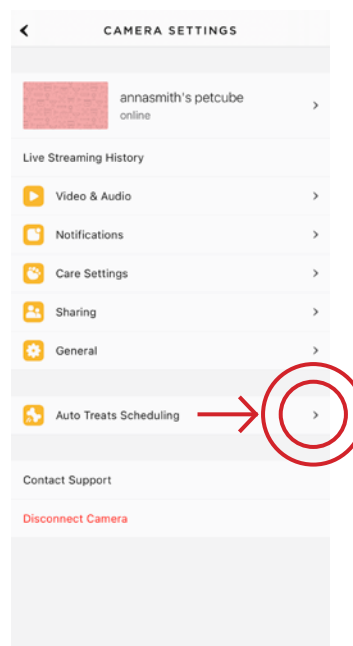 CAMERA SETTINGS
annasmith's petcube
online
Live Streaming History
Video & Audio
Notifications
Care Settings
Sharing
General
Auto Treats Scheduling
Contact Support
Disconnect Camera